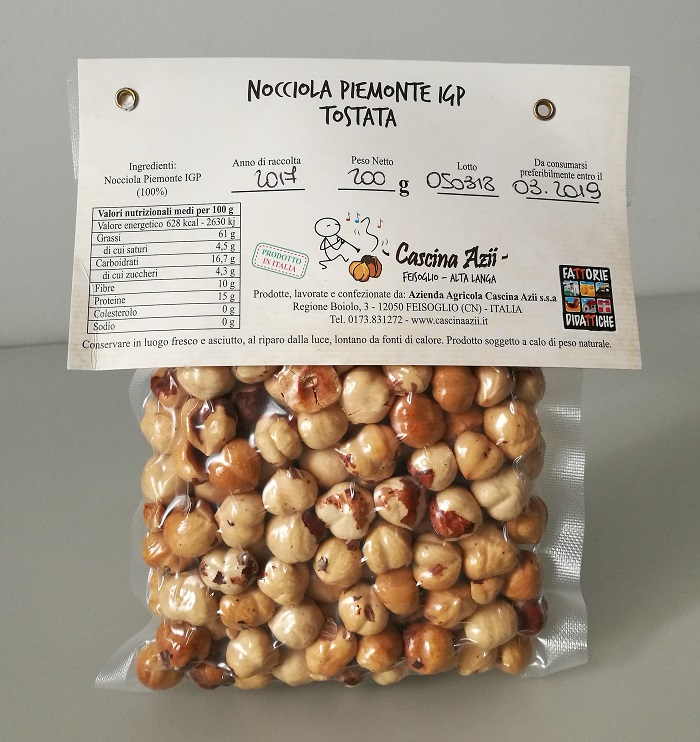 NOCCIOLA PIEMONTE IGP
TOSTATA
Ingredienti:
Nocciola Piemonte IGP
(100%)
Anno di raccolta
2017
Peso Netto
200 g
Lotto
050318
Da consumarsi
preferibilmente entro il
03.2019
Valori nutrizionali medi per 100 g
Valore energetico 628 kcal - 2630 kj
Grassi 61 g
di cui saturi 4,5 g
Carboidrati 16,7 g
di cui zuccheri 4,3 g
Fibre 10 g
Proteine 15 g
Colesterolo 0 g
Sodio 0 g
PRODOTTO
IN ITALIA
Cascina Azii -
FEISOGLIO - ALTA LANGA
Prodotte, lavorate e confezionate da: Azienda Agricola Cascina Azii s.s.a
Regione Boiolo, 3 - 12050 FEISOGLIO (CN) - ITALIA
Tel. 0173.831272 - www.cascinaazii.it
FATTORIE
DIDATTICHE
Conservare in luogo fresco e asciutto, al riparo dalla luce, lontano da fonti di calore. Prodotto soggetto a calo di peso naturale.